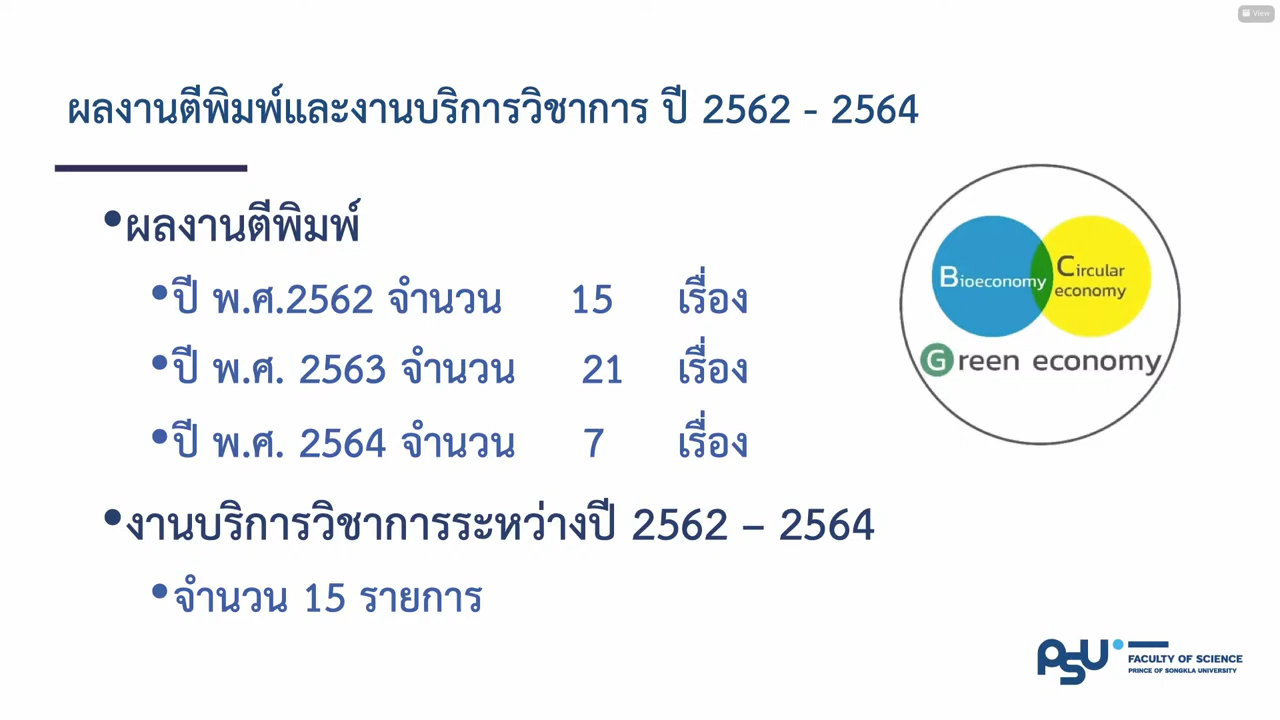 View
ผลงานตีพิมพ์และงานบริการวิชาการ ปี 2562 - 2564
•ผลงานตีพิมพ์
•ปี พ.ศ.2562 จำนวน 15 เรื่อง
•ปี พ.ศ. 2563 จำนวน 21 เรื่อง
•ปี พ.ศ. 2564 จำนวน 7 เรื่อง
•งานบริการวิชาการระหว่างปี 2562 – 2564
•จำนวน 15 รายการ
Bioeconomy
Circular
economy
Green economy
PSU
FACULTY OF SCIENCE
PRINCE OF SONGKLA UNIVERSITY